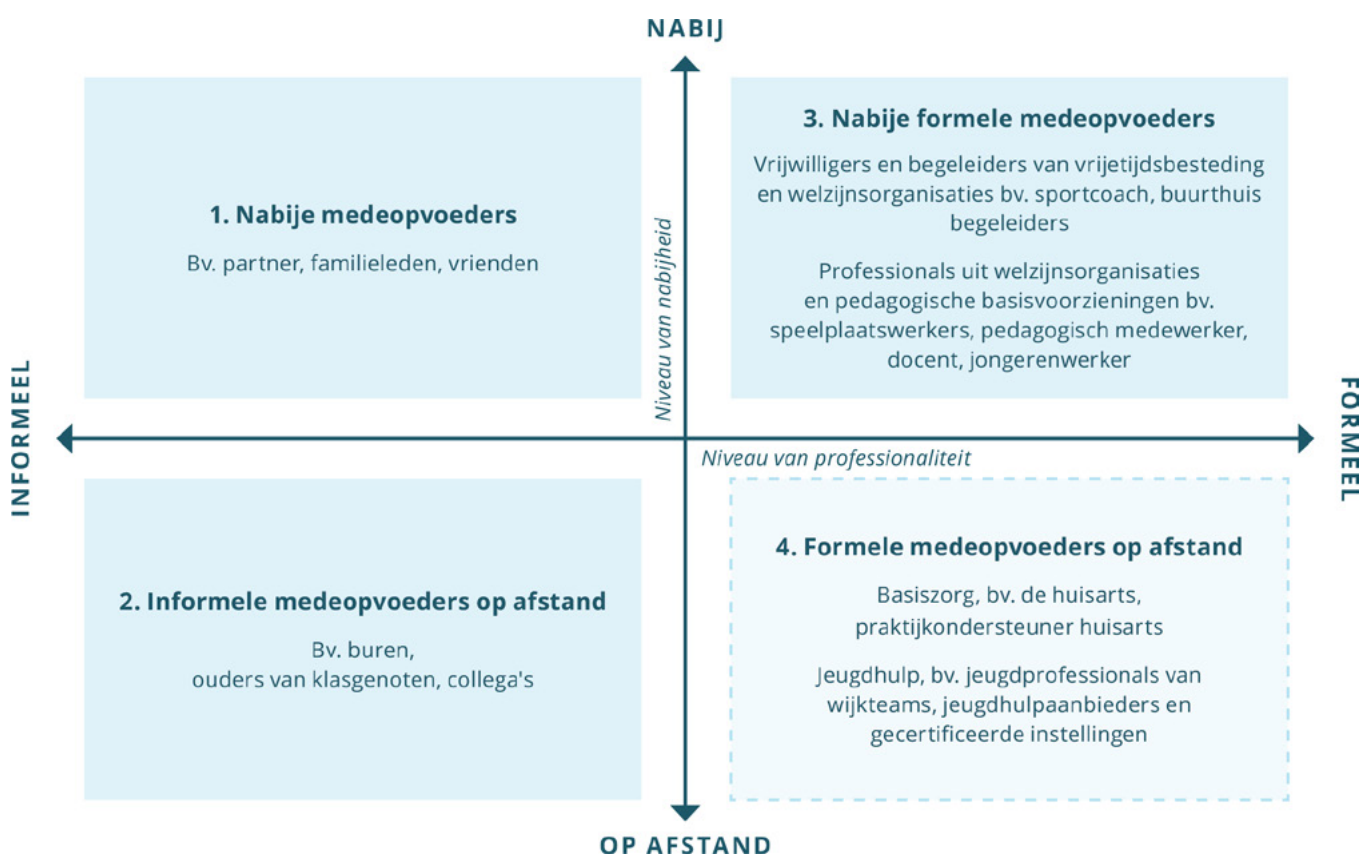 NABIJ
1. Nabije medeopvoeders
Bv. partner, familieleden, vrienden
3. Nabije formele medeopvoeders
Vrijwilligers en begeleiders van vrijetijdsbesteding
en welzijnsorganisaties bv. sportcoach, buurthuis
begeleiders
Professionals uit welzijnsorganisaties
en pedagogische basisvoorzieningen bv.
speelplaatswerkers, pedagogisch medewerker,
docent, jongerenwerker
Niveau van nabijheid
INFORMEEL
FORMEEL
Niveau van professionaliteit
2. Informele medeopvoeders op afstand
Bv. buren,
ouders van klasgenoten, collega's
4. Formele medeopvoeders op afstand
Basiszorg, bv. de huisarts,
praktijkondersteuner huisarts
Jeugdhulp, bv. jeugdprofessionals van
wijkteams, jeugdhulpaanbieders en
gecertificeerde instellingen
OP AFSTAND